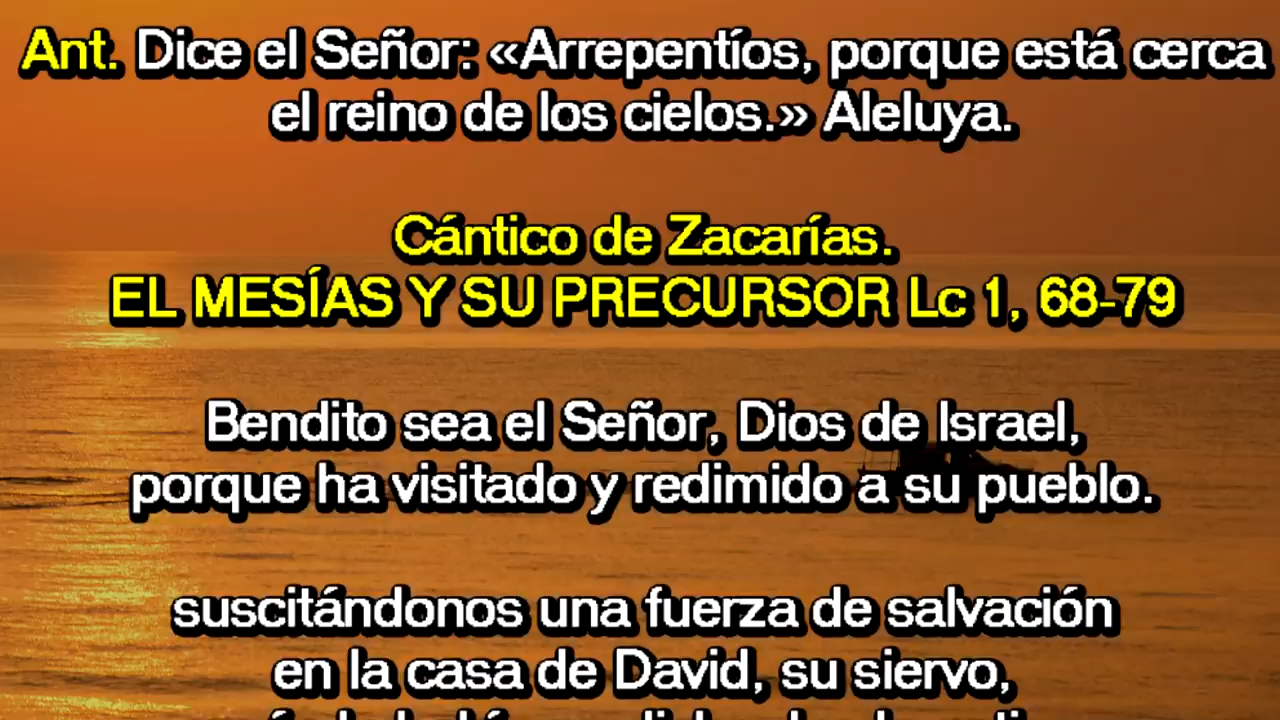 Ant. Dice el Señor: «Arrepentíos, porque está cerca
el reino de los cielos.» Aleluya.
Cántico de Zacarías.
EL MESÍAS Y SU PRECURSOR Lc 1, 68-79
Bendito sea el Señor, Dios de Israel,
porque ha visitado y redimido a su pueblo.
suscitándonos una fuerza de salvación
en la casa de David, su siervo,